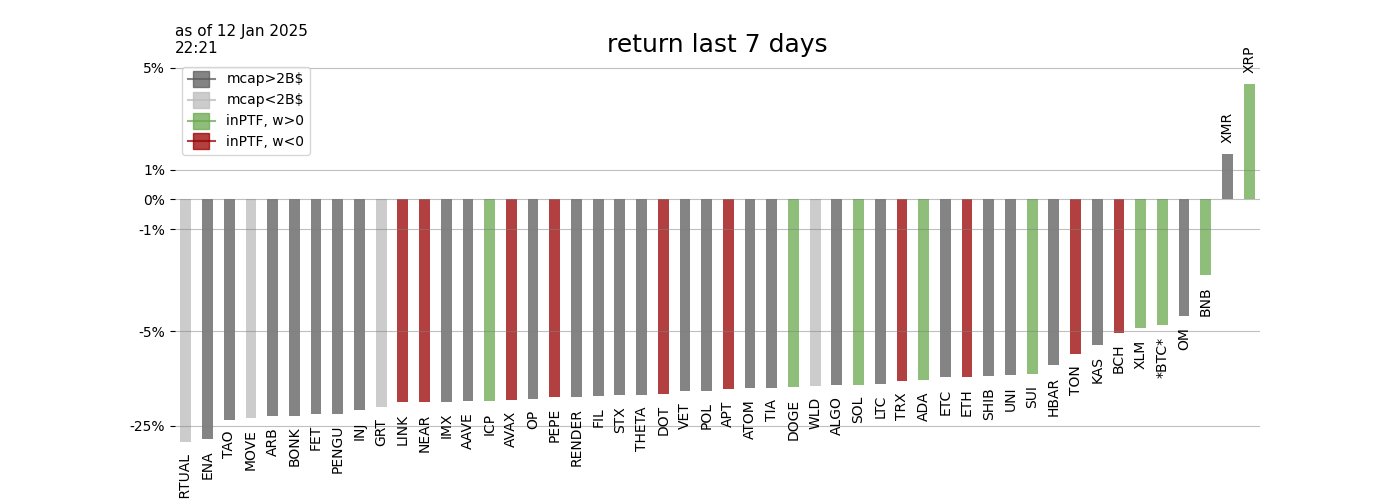 as of 12 Jan 2025
22:21
return last 7 days
mcap>2B$
mcap<2B$
inPTF, w>0
inPTF, w<0
5%
1%
0%
-1%
-5%
-25%
RTUAL
ENA
TAO
MOVE
ARB
BONK
FET
PENGU
INJ
GRT
LINK
NEAR
IMX
AAVE
ICP
AVAX
OP
PEPE
RENDER
FIL
STX
THETA
DOT
VET
POL
APT
ATOM
TIA
DOGE
WLD
ALGO
SOL
LTC
TRX
ADA
ETC
ETH
SHIB
UNI
SUI
HBAR
TON
KAS
BCH
XLM
*BTC*
OM
BNB
XMR
XRP